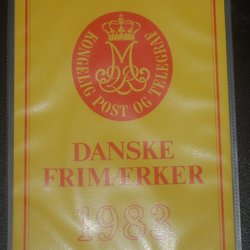 KONGELIG POST OG TELEGRAF
DANSKE
FRIMÆRKER
1983